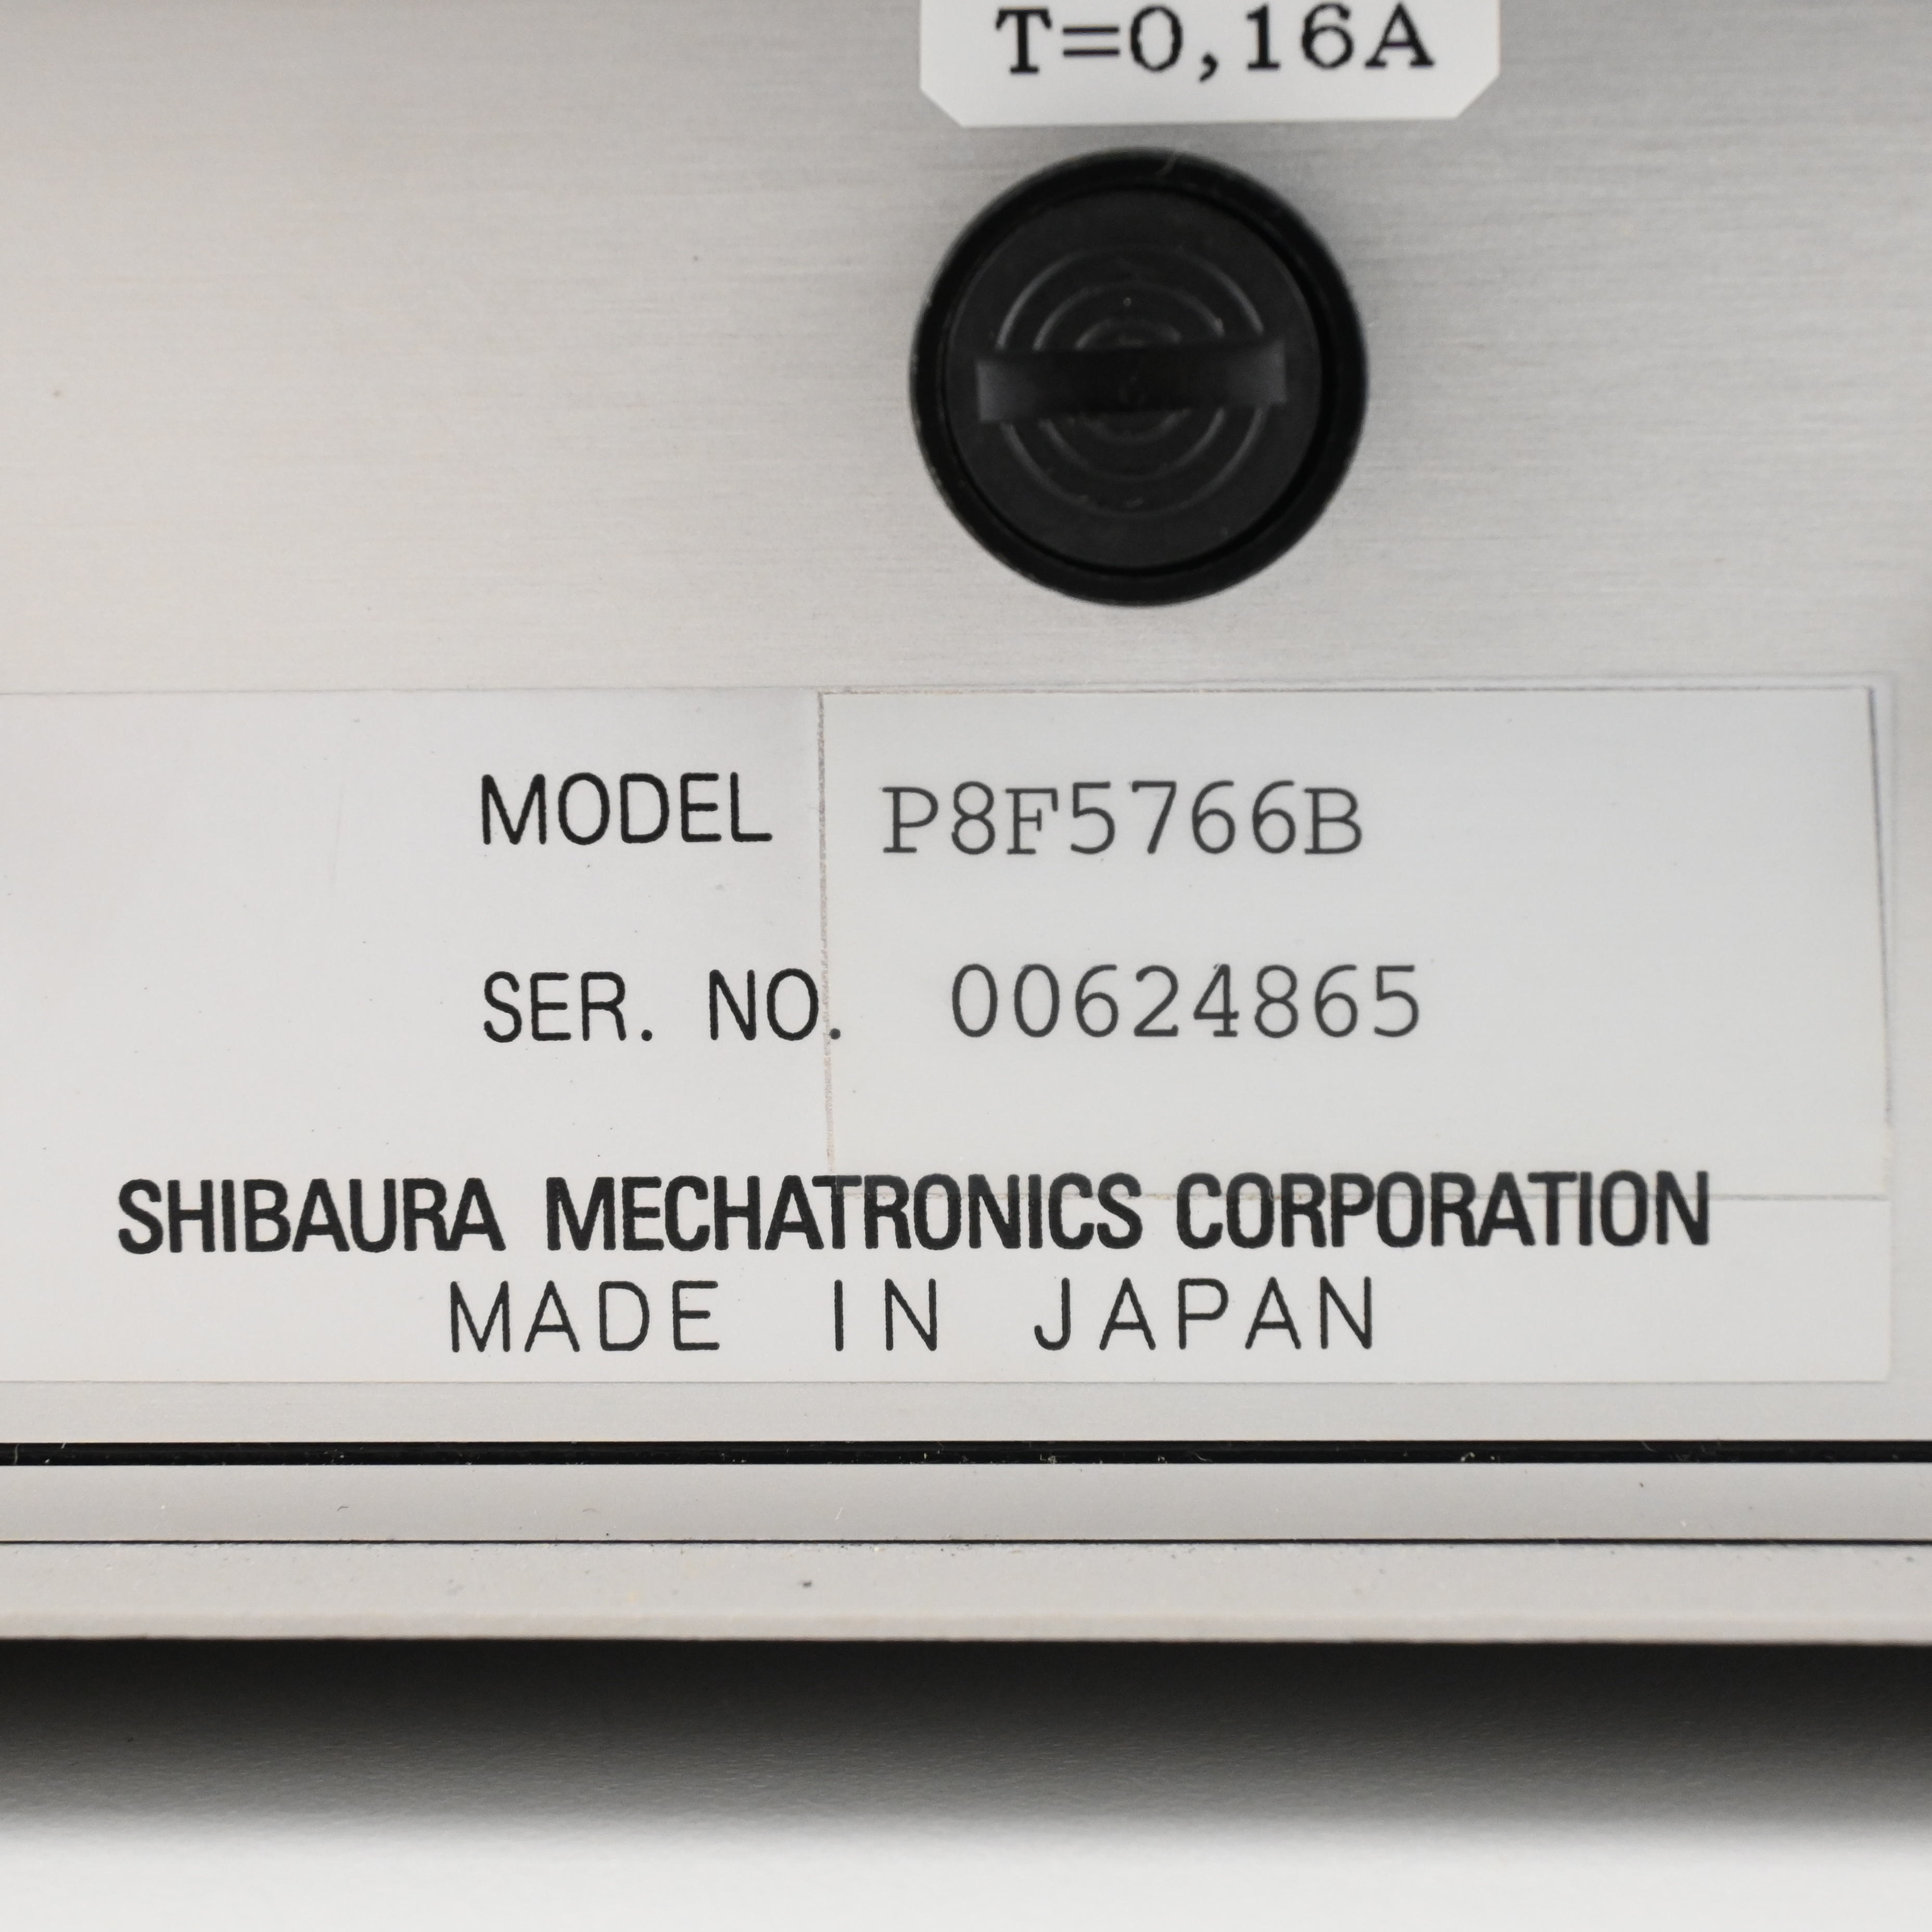 T=0,16A
MODEL P8F5766B
SER. NO. 00624865
SHIBAURA MECHATRONICS CORPORATION
MADE IN JAPAN